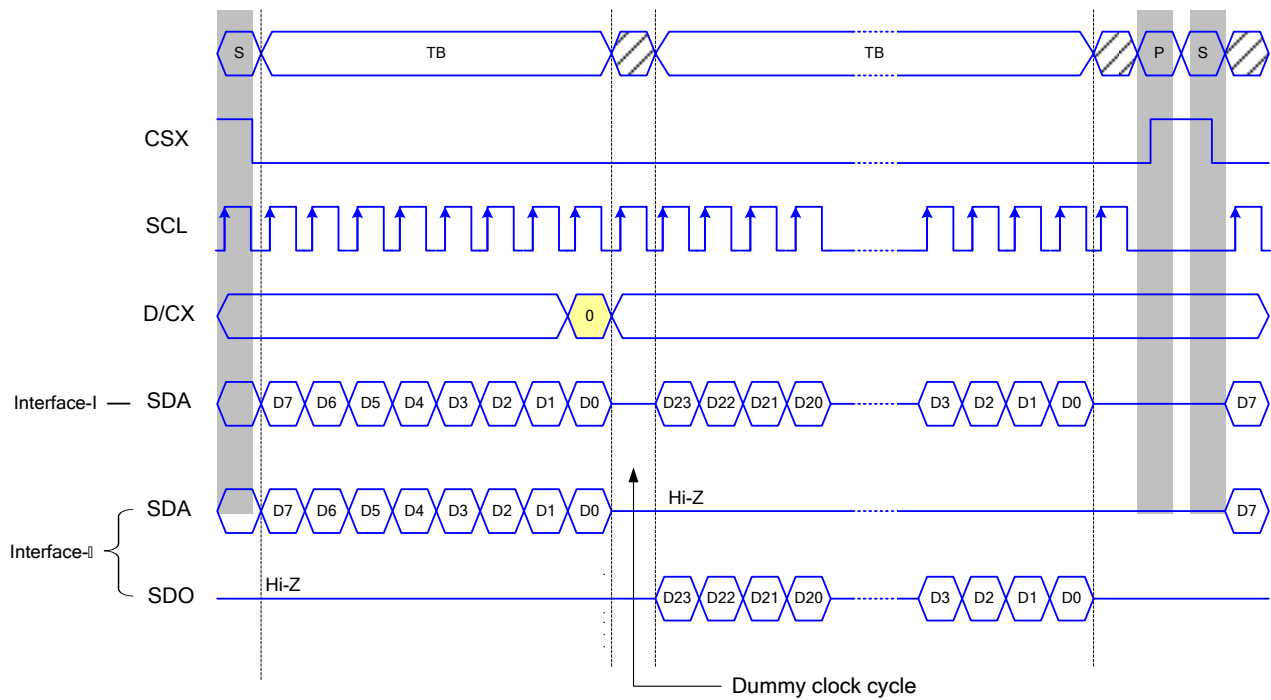 S TB TB P S
CSX
SCL
D/CX 0
Interface-I SDA D7 D6 D5 D4 D3 D2 D1 D0 D23 D22 D21 D20 D3 D2 D1 D0 D7
Hi-Z
SDA D7 D6 D5 D4 D3 D2 D1 D0 D7
Interface-▯
Hi-Z
SDO D23 D22 D21 D20 D3 D2 D1 D0
Dummy clock cycle